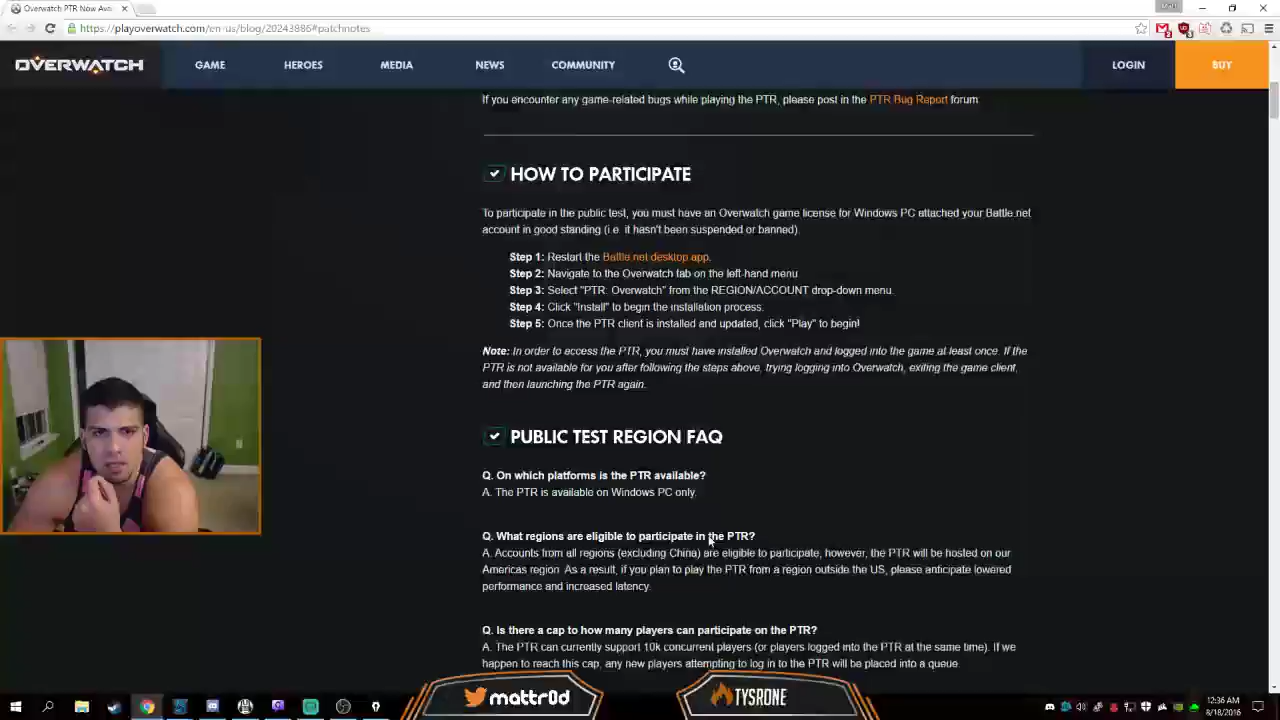 Overwatch PTR Now Avai
Matt
https://playoverwatch.com/en-us/blog/20243886#patchnotes
OVERWATCH
GAME
HEROES
MEDIA
NEWS
COMMUNITY
LOGIN
BUY
If you encounter any game-related bugs while playing the PTR, please post in the PTR Bug Report forum.
HOW TO PARTICIPATE
To participate in the public test, you must have an Overwatch game license for Windows PC attached your Battle.net
account in good standing (i.e. it hasn't been suspended or banned).
Step 1: Restart the Battle.net desktop app.
Step 2: Navigate to the Overwatch tab on the left-hand menu
Step 3: Select "PTR: Overwatch" from the REGION/ACCOUNT drop-down menu.
Step 4: Click "Install" to begin the installation process.
Step 5: Once the PTR client is installed and updated, click "Play" to begin!
Note: In order to access the PTR, you must have installed Overwatch and logged into the game at least once. If the
PTR is not available for you after following the steps above, trying logging into Overwatch, exiting the game client,
and then launching the PTR again.
PUBLIC TEST REGION FAQ
Q. On which platforms is the PTR available?
A. The PTR is available on Windows PC only.
Q. What regions are eligible to participate in the PTR?
A. Accounts from all regions (excluding China) are eligible to participate, however, the PTR will be hosted on our
Americas region. As a result, if you plan to play the PTR from a region outside the US, please anticipate lowered
performance and increased latency.
Q. Is there a cap to how many players can participate on the PTR?
A. The PTR can currently support 10k concurrent players (or players logged into the PTR at the same time). If we
happen to reach this cap, any new players attempting to log in to the PTR will be placed into a queue.
mattr0d
TYSRONE
12:36 AM
8/18/2016